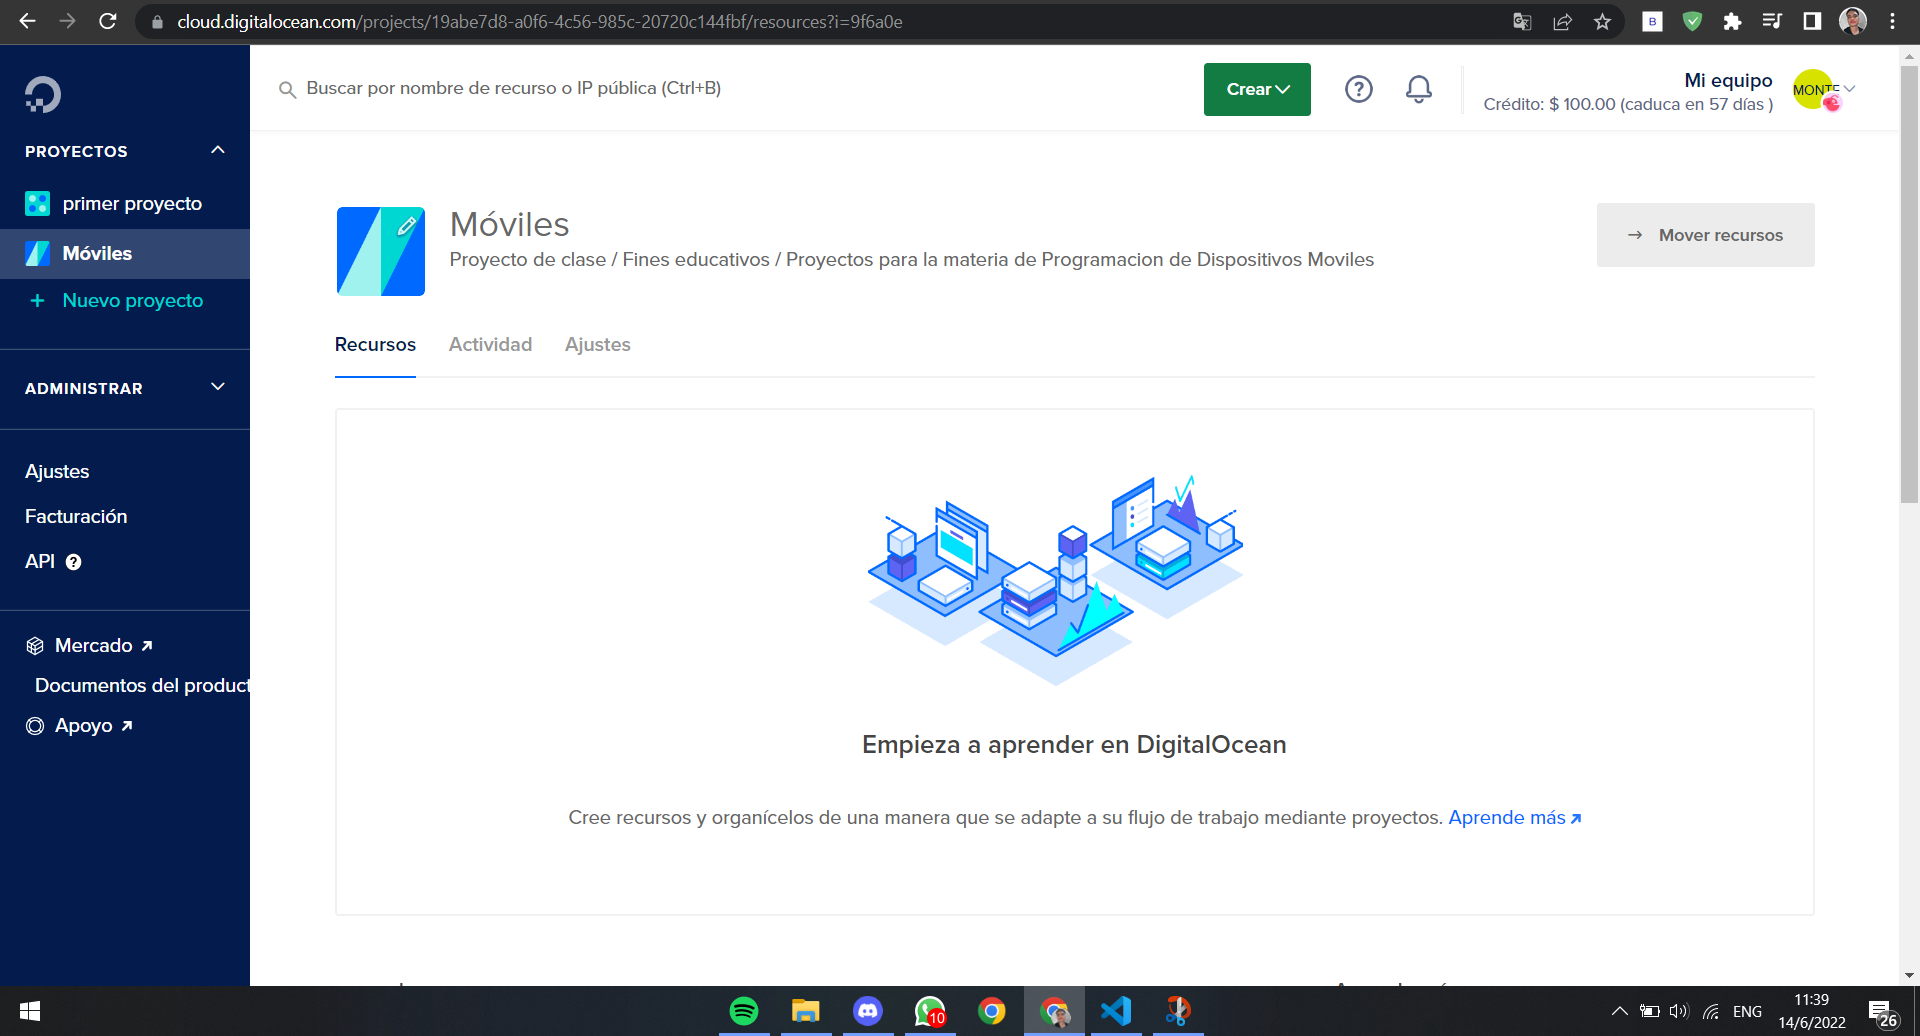 cloud.digitalocean.com/projects/19abe7d8-a0f6-4c56-985c-20720c144fbf/resources?i=9f6a0e
B
Buscar por nombre de recurso o IP pública (Ctrl+B)
Crear
Mi equipo
Crédito: $ 100.00 (caduca en 57 días )
MONTE
PROYECTOS
primer proyecto
Móviles
+ Nuevo proyecto
ADMINISTRAR
Ajustes
Facturación
API ?
Mercado
Documentos del product
Apoyo
Móviles
Proyecto de clase / Fines educativos / Proyectos para la materia de Programacion de Dispositivos Moviles
→ Mover recursos
Recursos Actividad Ajustes
Empieza a aprender en DigitalOcean
Cree recursos y organícelos de una manera que se adapte a su flujo de trabajo mediante proyectos. Aprende más
10
ENG
11:39
14/6/2022
26